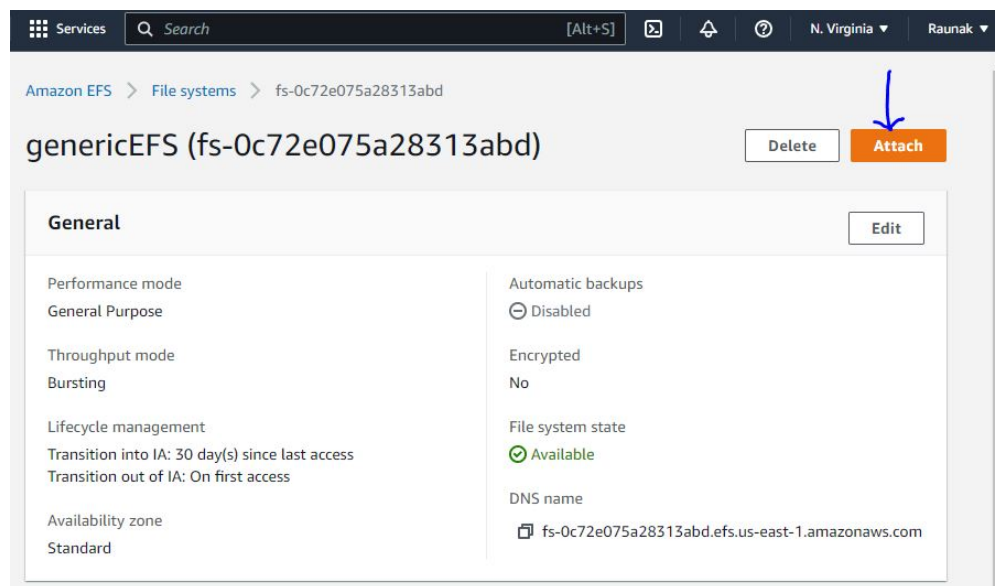 Services Search [Alt+S] N. Virginia Raunak
Amazon EFS > File systems > fs-0c72e075a28313abd
genericEFS (fs-0c72e075a28313abd)
Delete Attach
General
Edit
Performance mode
General Purpose
Throughput mode
Bursting
Lifecycle management
Transition into IA: 30 day(s) since last access
Transition out of IA: On first access
Availability zone
Standard
Automatic backups
Disabled
Encrypted
No
File system state
Available
DNS name
fs-0c72e075a28313abd.efs.us-east-1.amazonaws.com